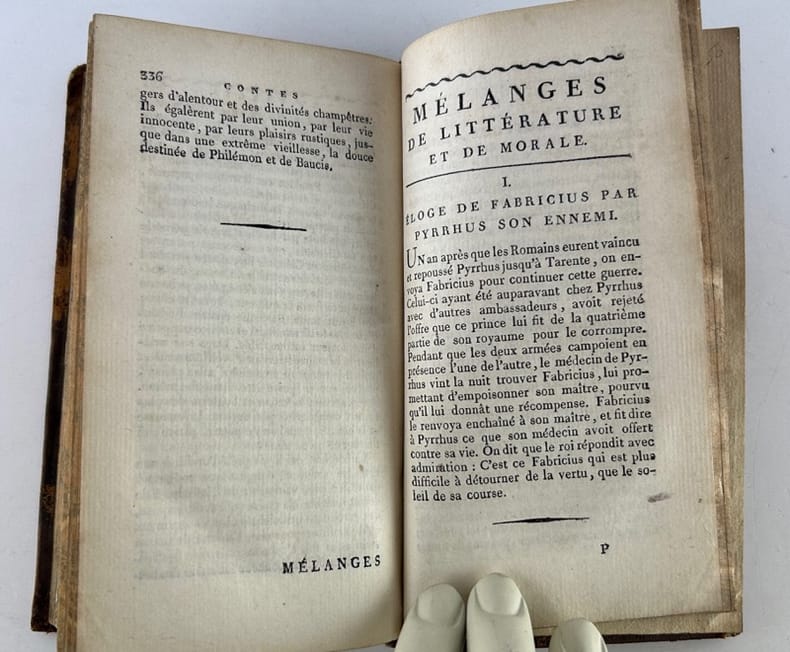 336
CONTES
gers d'alentour et des divinités champêtres.
Ils égalèrent par leur union, par leur vie
innocente, par leurs plaisirs rustiques, jus-
que dans une extrême vieillesse, la douce
destinée de Philémon et de Baucis.
MÉLANGES
MÉLANGES
DE LITTÉRATURE
ET DE MORALE.
I.
ÉLOGE DE FABRICIUS PAR
PYRRHUS SON ENNEMI.
UN an après que les Romains eurent vaincu
et repoussé Pyrrhus jusqu'à Tarente, on en-
voya Fabricius pour continuer cette guerre.
Celui-ci ayant été auparavant chez Pyrrhus
avec d'autres ambassadeurs, avoit rejeté
l'offre que ce prince lui fit de la quatrième
partie de son royaume pour le corrompre.
Pendant que les deux armées campoient en
présence l'une de l'autre, le médecin de Pyr-
rhus vint la nuit trouver Fabricius, lui pro-
mettant d'empoisonner son maître, pourvu
qu'il lui donnât une récompense. Fabricius
le renvoya enchaîné à son maître, et fit dire
à Pyrrhus ce que son médecin avoit offert
contre sa vie. On dit que le roi répondit avec
admiration : C'est ce Fabricius qui est plus
difficile à détourner de la vertu, que le so-
leil de sa course.
P